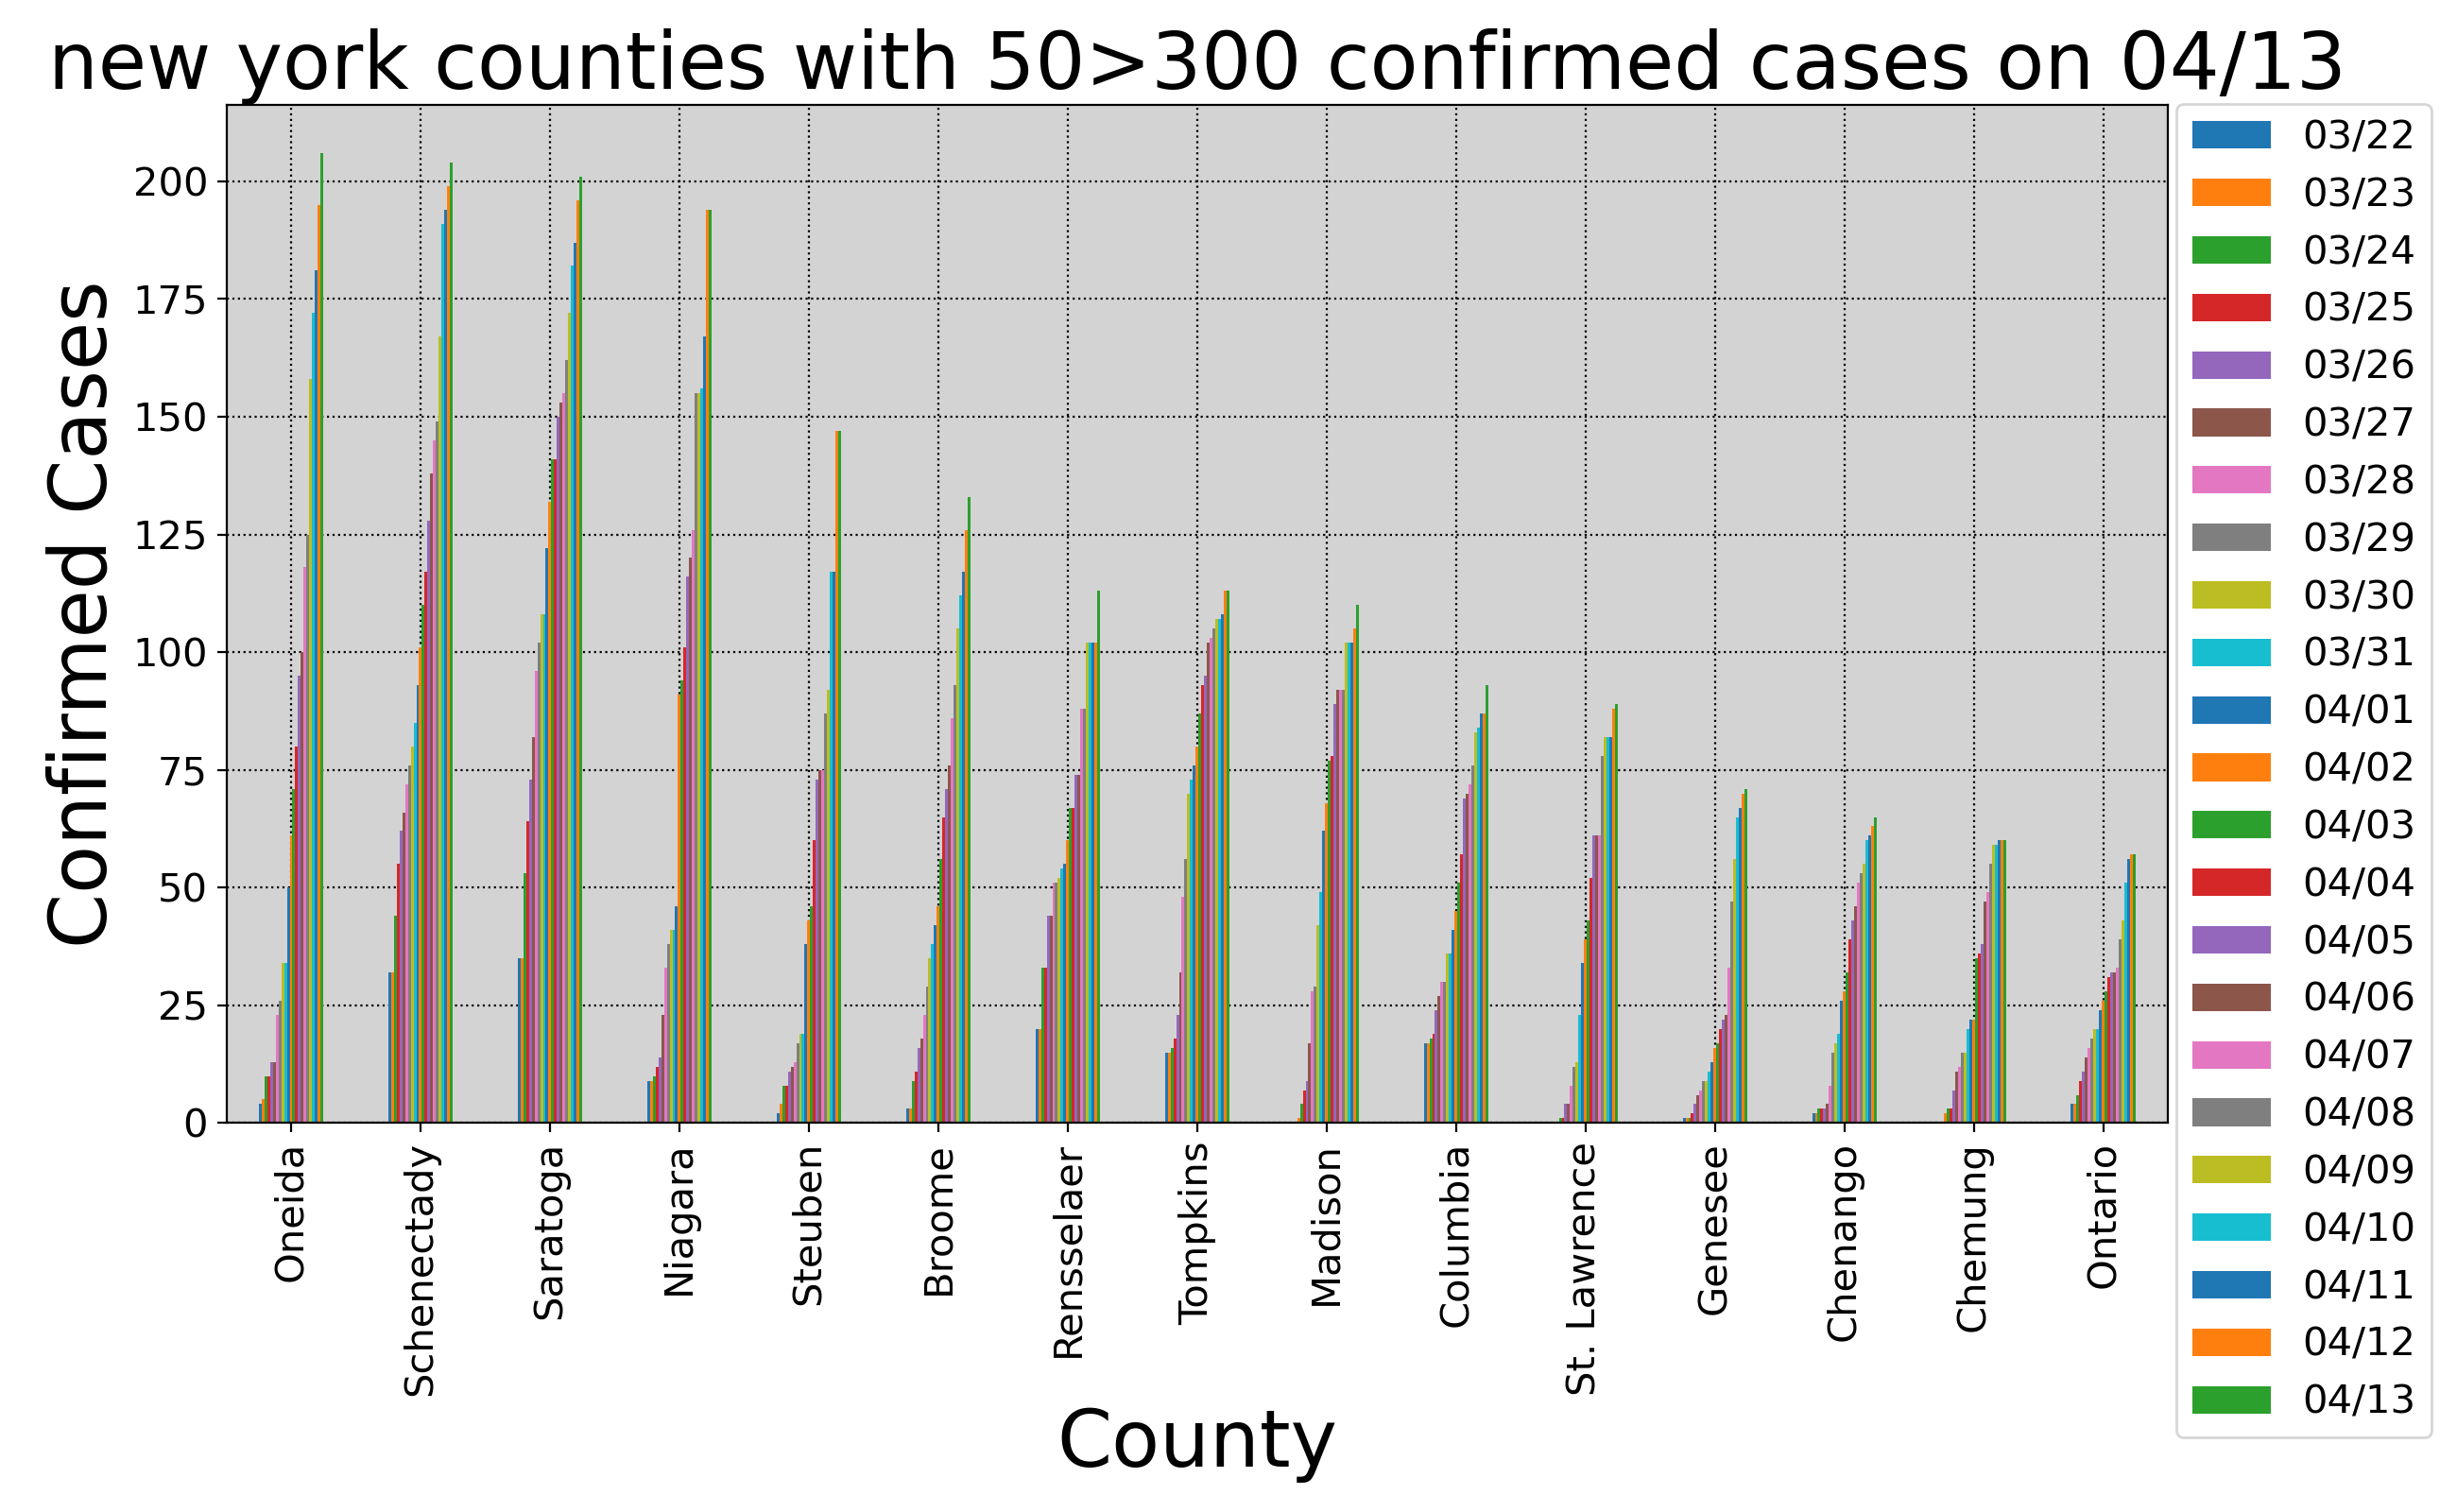 new york counties with 50>300 confirmed cases on 04/13
Confirmed Cases
200
175
150
125
100
75
50
25
0
Oneida
Schenectady
Saratoga
Niagara
Steuben
Broome
Rensselaer
Tompkins
Madison
Columbia
St. Lawrence
Genesee
Chenango
Chemung
Ontario
County
03/22
03/23
03/24
03/25
03/26
03/27
03/28
03/29
03/30
03/31
04/01
04/02
04/03
04/04
04/05
04/06
04/07
04/08
04/09
04/10
04/11
04/12
04/13